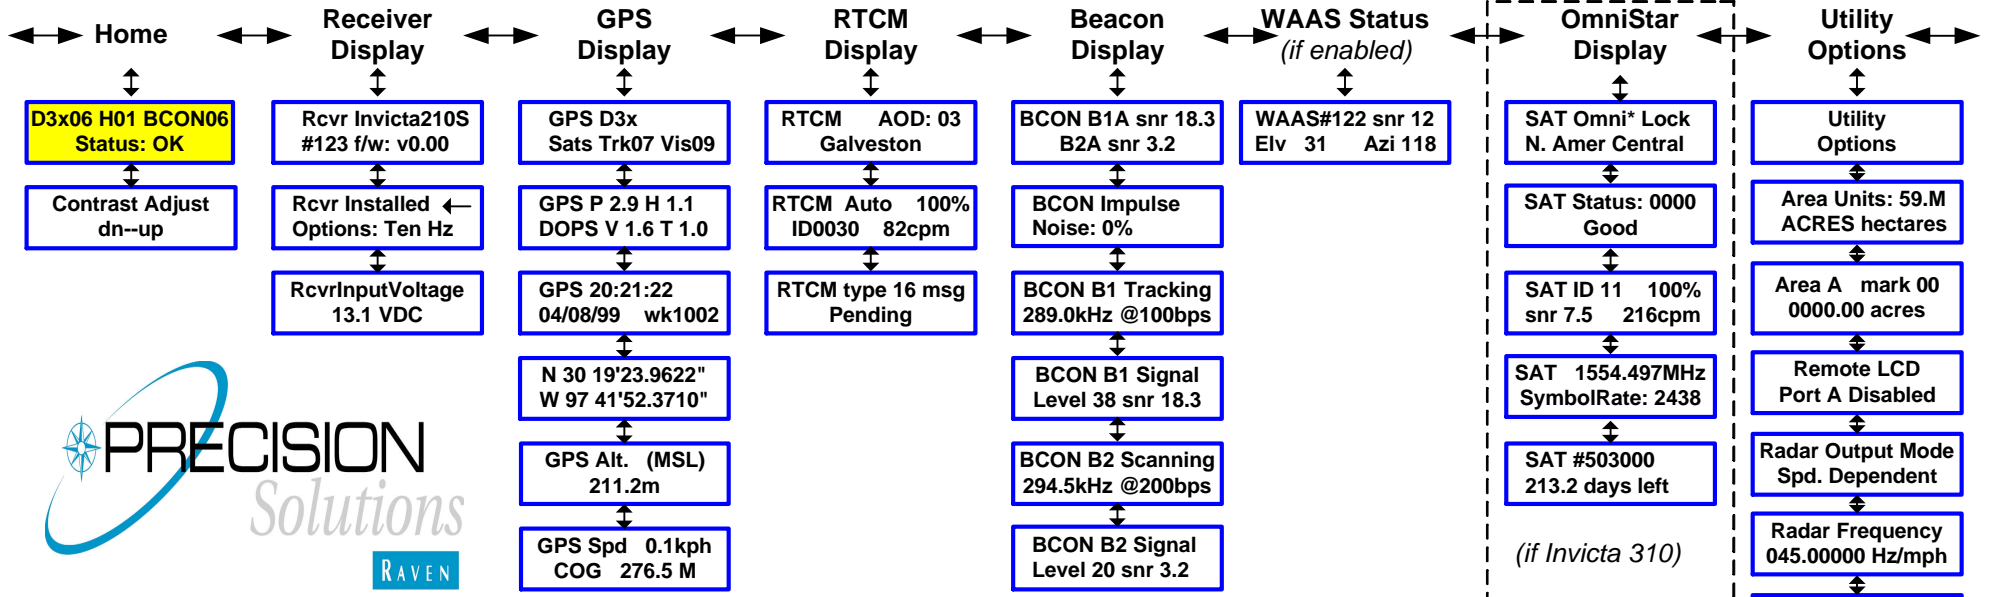 Home
D3x06 H01 BCON06
Status: OK
Contrast Adjust
dn--up
Receiver
Display
Rcvr Invicta210S
#123 f/w: v0.00
Rcvr Installed
Options: Ten Hz
RcvrInputVoltage
13.1 VDC
GPS
Display
GPS D3x
Sats Trk07 Vis09
GPS P 2.9 H 1.1
DOPS V 1.6 T 1.0
GPS 20:21:22
04/08/99 wk1002
N 30 19'23.9622"
W 97 41'52.3710"
GPS Alt. (MSL)
211.2m
GPS Spd 0.1kph
COG 276.5 M
RTCM
Display
RTCM AOD: 03
Galveston
RTCM Auto 100%
ID0030 82cpm
RTCM type 16 msg
Pending
Beacon
Display
BCON B1A snr 18.3
B2A snr 3.2
BCON Impulse
Noise: 0%
BCON B1 Tracking
289.0kHz @100bps
BCON B1 Signal
Level 38 snr 18.3
BCON B2 Scanning
294.5kHz @200bps
BCON B2 Signal
Level 20 snr 3.2
WAAS Status
(if enabled)
WAAS#122 snr 12
Elv 31 Azi 118
OmniStar
Display
SAT Omni* Lock
N. Amer Central
SAT Status: 0000
Good
SAT ID 11 100%
snr 7.5 216cpm
SAT 1554.497MHz
SymbolRate: 2438
SAT #503000
213.2 days left
(if Invicta 310)
Utility
Options
Utility
Options
Area Units: 59.M
ACRES hectares
Area A mark 00
0000.00 acres
Remote LCD
Port A Disabled
Radar Output Mode
Spd. Dependent
Radar Frequency
045.00000 Hz/mph
PRECISION
Solutions
RAVEN